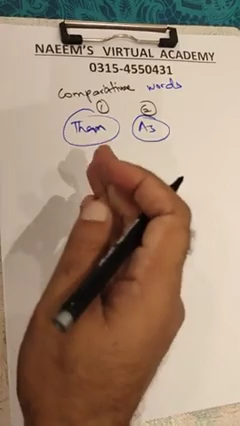 NAEEM'S VIRTUAL ACADEMY
0315-4550431
Comparative words
① ②
Than As